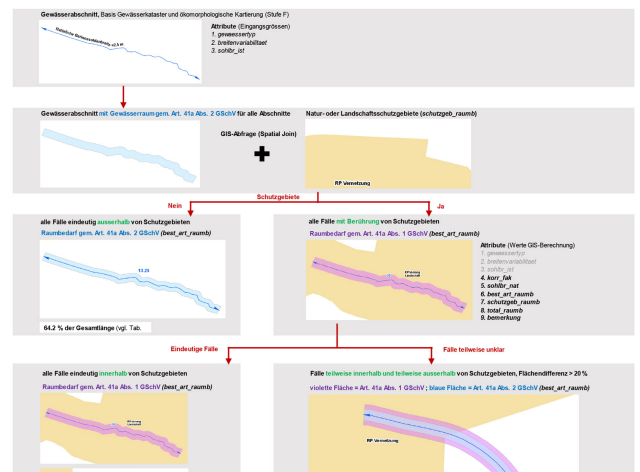 Gewässerabschnitt, Basis Gewässerkataster und ökomorphologische Kartierung (Stufe F)
Attribute (Eingangsgrössen)
1. gewaessertyp
2. breitenvariabilitaet
3. sohlbr_ist
Gewässerabschnitt mit Gewässerraum gem. Art. 41a Abs. 2 GSchV für alle Abschnitte
GIS-Abfrage (Spatial Join)
Natur- oder Landschaftsschutzgebiete (schutzgeb_raumb)
RP Vernetzung
Schutzgebiete
Nein
Ja
alle Fälle eindeutig ausserhalb von Schutzgebieten
Raumbedarf gem. Art. 41a Abs. 2 GSchV (best_art_raumb)
13.25
64.2 % der Gesamtlänge (vgl. Tab.
alle Fälle mit Berührung von Schutzgebieten
Raumbedarf gem. Art. 41a Abs. 1 GSchV (best_art_raumb)
Attribute (Werte GIS-Berechnung)
1. gewaessertyp
2. breitenvariabilitaet
3. sohlbr_ist
4. korr_fak
5. sohlbr_nat
6. best_art_raumb
7. schutzgeb_raumb
8. total_raumb
9. bemerkung
Eindeutige Fälle
Fälle teilweise unklar
alle Fälle eindeutig innerhalb von Schutzgebieten
Raumbedarf gem. Art. 41a Abs. 1 GSchV (best_art_raumb)
Fälle teilweise innerhalb und teilweise ausserhalb von Schutzgebieten, Flächendifferenz > 20 %
violette Fläche = Art. 41a Abs. 1 GSchV ; blaue Fläche = Art. 41a Abs. 2 GSchV (best_art_raumb)
RP Vernetzung